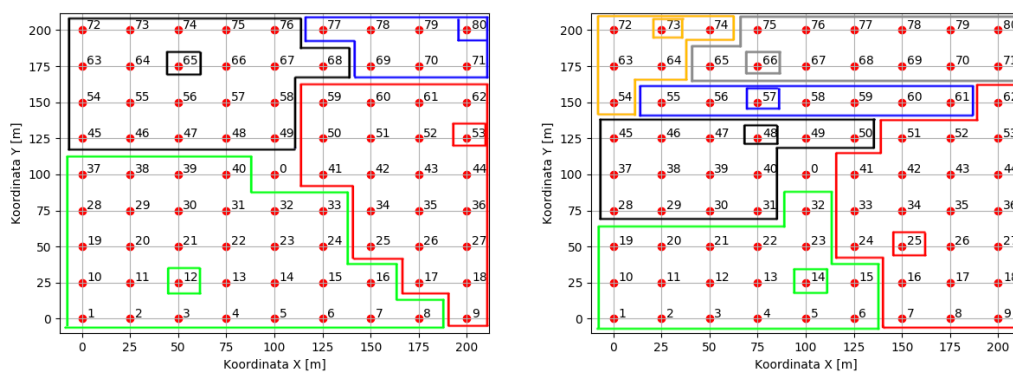 200 72 73 74 75 76 77 78 79 80
175 63 64 65 66 67 68 69 70 71
150 54 55 56 57 58 59 60 61 62
125 45 46 47 48 49 50 51 52 53
100 37 38 39 40 0 41 42 43 44
75 28 29 30 31 32 33 34 35 36
50 19 20 21 22 23 24 25 26 27
25 10 11 12 13 14 15 16 17 18
0 1 2 3 4 5 6 7 8 9
0 25 50 75 100 125 150 175 200
Koordinata X [m]
Koordinata Y [m]
200 72 73 74 75 76 77 78 79 80
175 63 64 65 66 67 68 69 70 71
150 54 55 56 57 58 59 60 61 62
125 45 46 47 48 49 50 51 52 53
100 37 38 39 40 0 41 42 43 44
75 28 29 30 31 32 33 34 35 36
50 19 20 21 22 23 24 25 26 27
25 10 11 12 13 14 15 16 17 18
0 1 2 3 4 5 6 7 8 9
0 25 50 75 100 125 150 175 200
Koordinata X [m]
Koordinata Y [m]